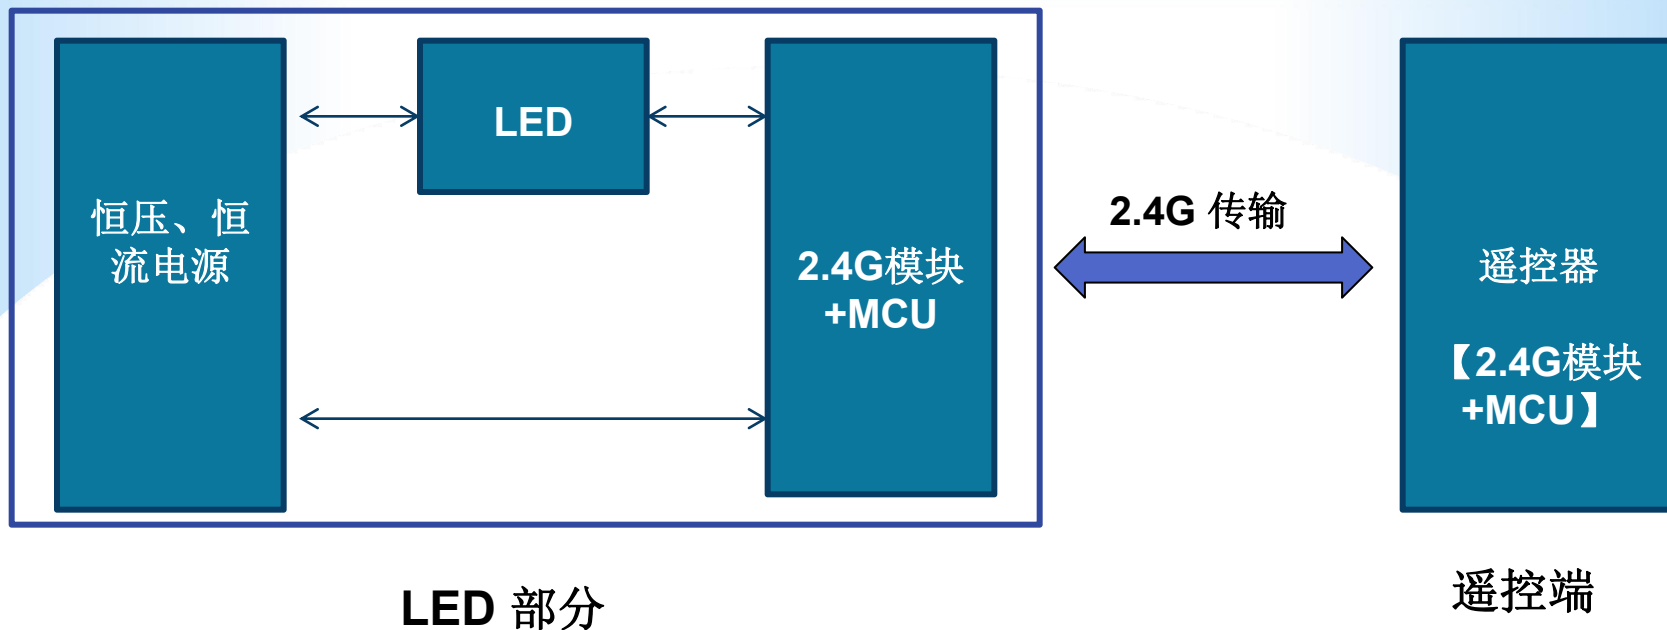 LED
恒压、恒
流电源
2.4G模块
+MCU
2.4G 传输
遥控器
【2.4G模块
+MCU】
LED 部分
遥控端